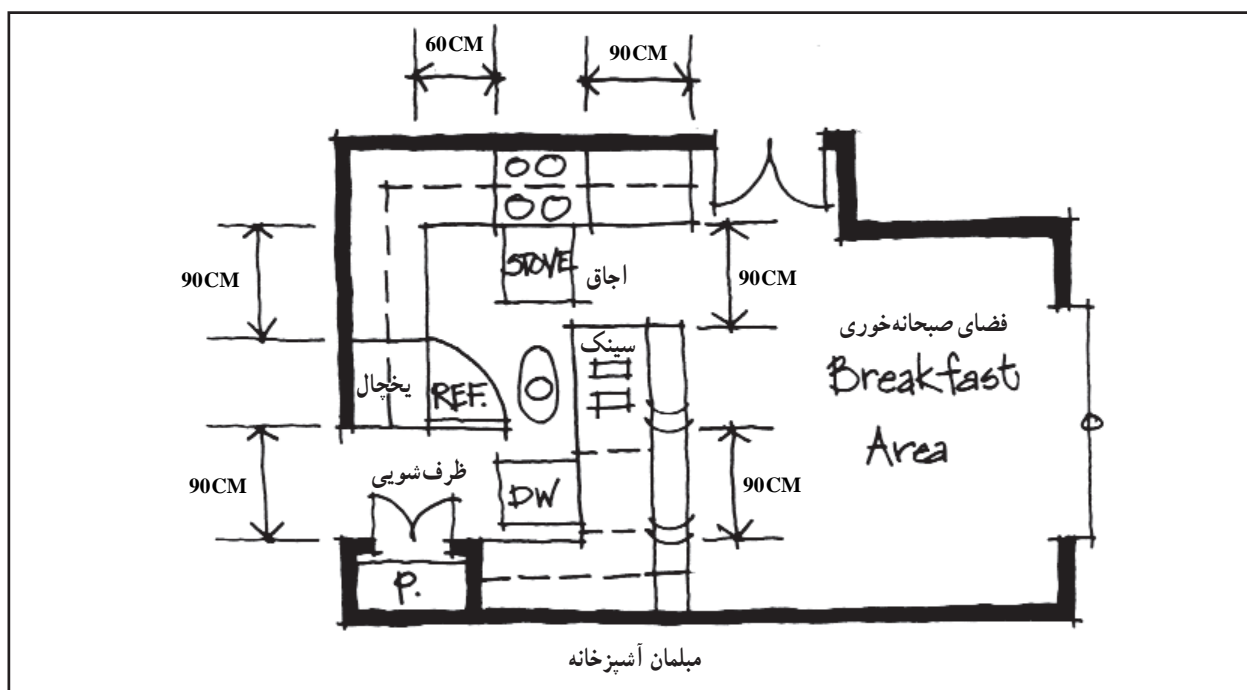 60CM
90CM
STOVE
اجاق
90CM
90CM
فضای صبحانه‌خوری
Breakfast
Area
سینک
یخچال
REF.
ظرف‌شویی
90CM
90CM
DW
P.
مبلمان آشپزخانه